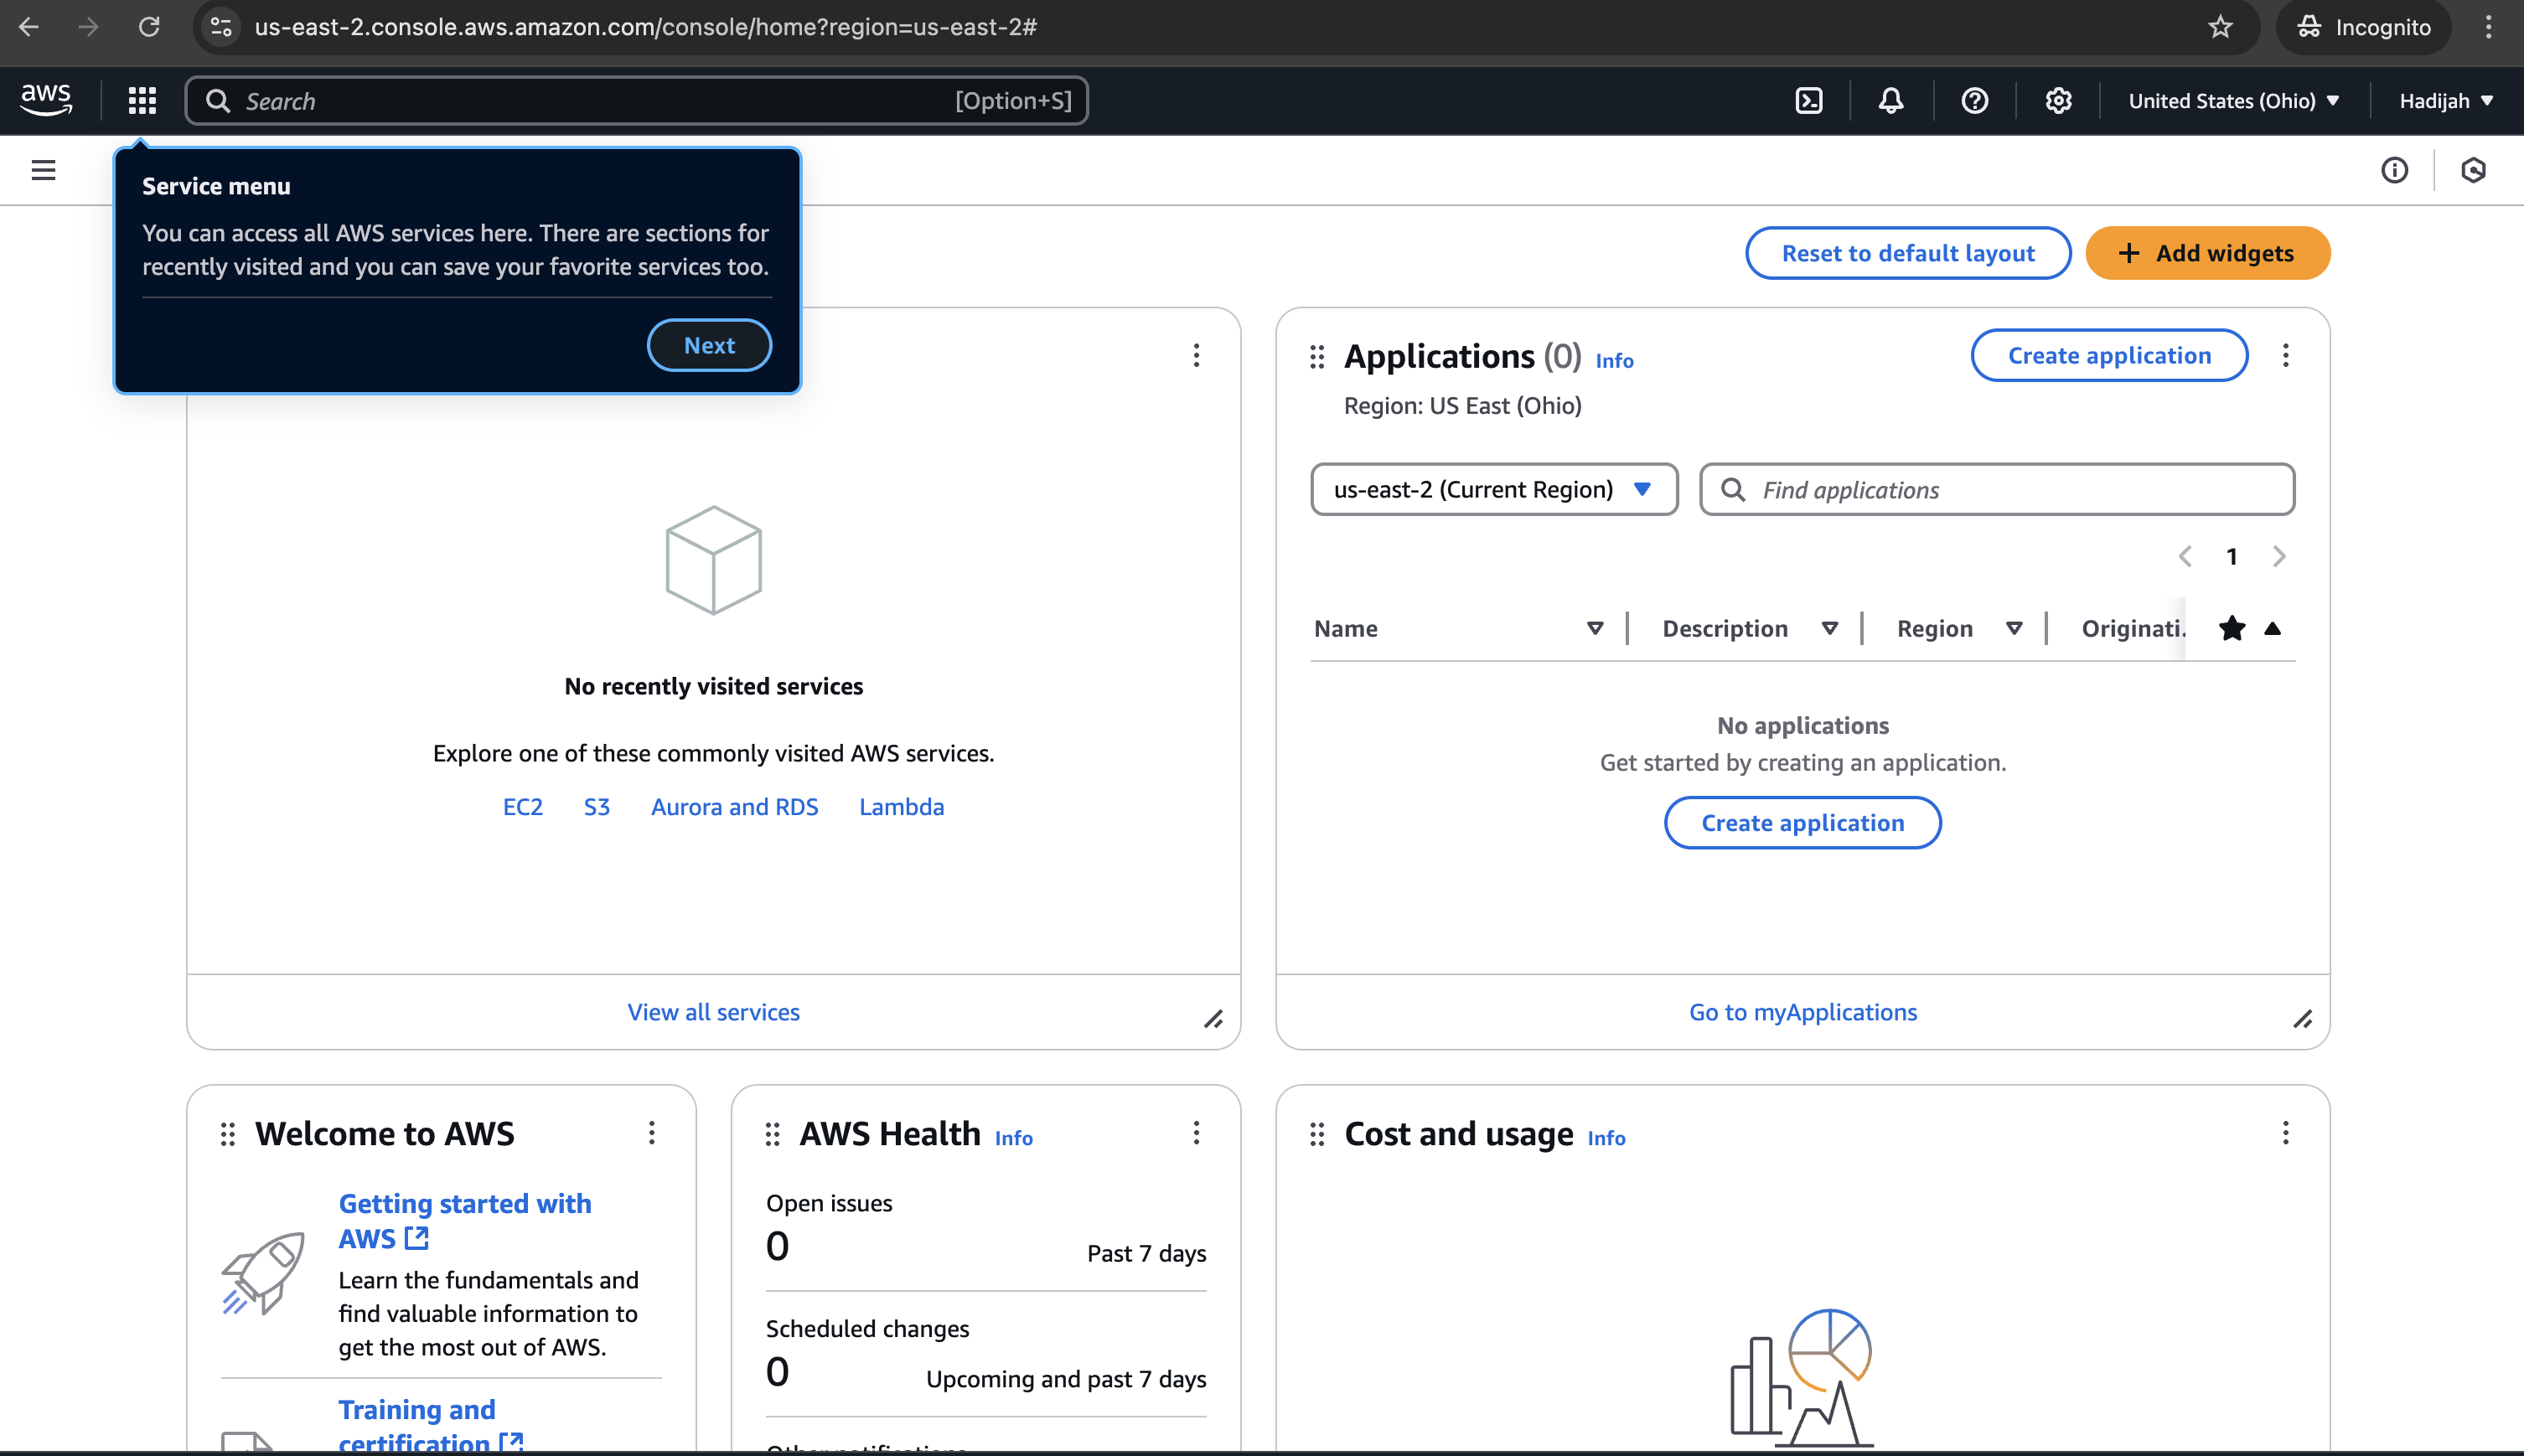 us-east-2.console.aws.amazon.com/console/home?region=us-east-2#
Incognito
aws
Search
[Option+S]
United States (Ohio)
Hadijah
Service menu
You can access all AWS services here. There are sections for
recently visited and you can save your favorite services too.
Next
Reset to default layout
+ Add widgets
No recently visited services
Explore one of these commonly visited AWS services.
EC2 S3 Aurora and RDS Lambda
View all services
Applications (0) Info
Create application
Region: US East (Ohio)
us-east-2 (Current Region)
Find applications
1
Name Description Region Originati.
No applications
Get started by creating an application.
Create application
Go to myApplications
Welcome to AWS
Getting started with
AWS
Learn the fundamentals and
find valuable information to
get the most out of AWS.
Training and
certification
AWS Health Info
Open issues
0
Past 7 days
Scheduled changes
0
Upcoming and past 7 days
Other notifications
Cost and usage Info